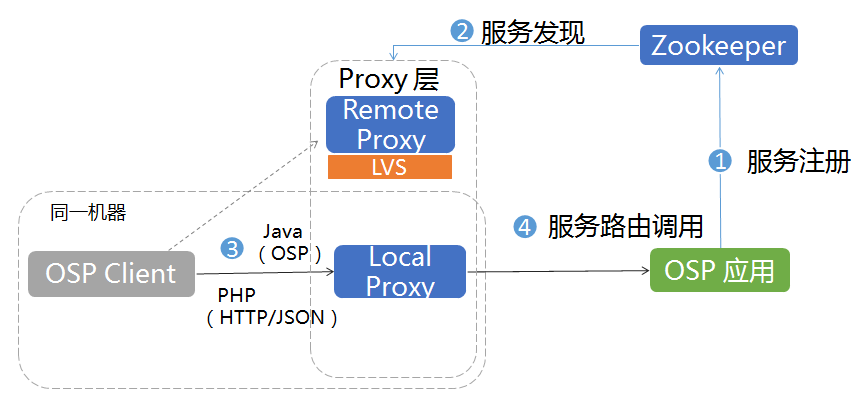 2 服务发现
Zookeeper
Proxy 层
Remote
Proxy
LVS
1 服务注册
同一机器
3 Java
（OSP）
4 服务路由调用
OSP Client
Local
Proxy
OSP 应用
PHP
（HTTP/JSON）